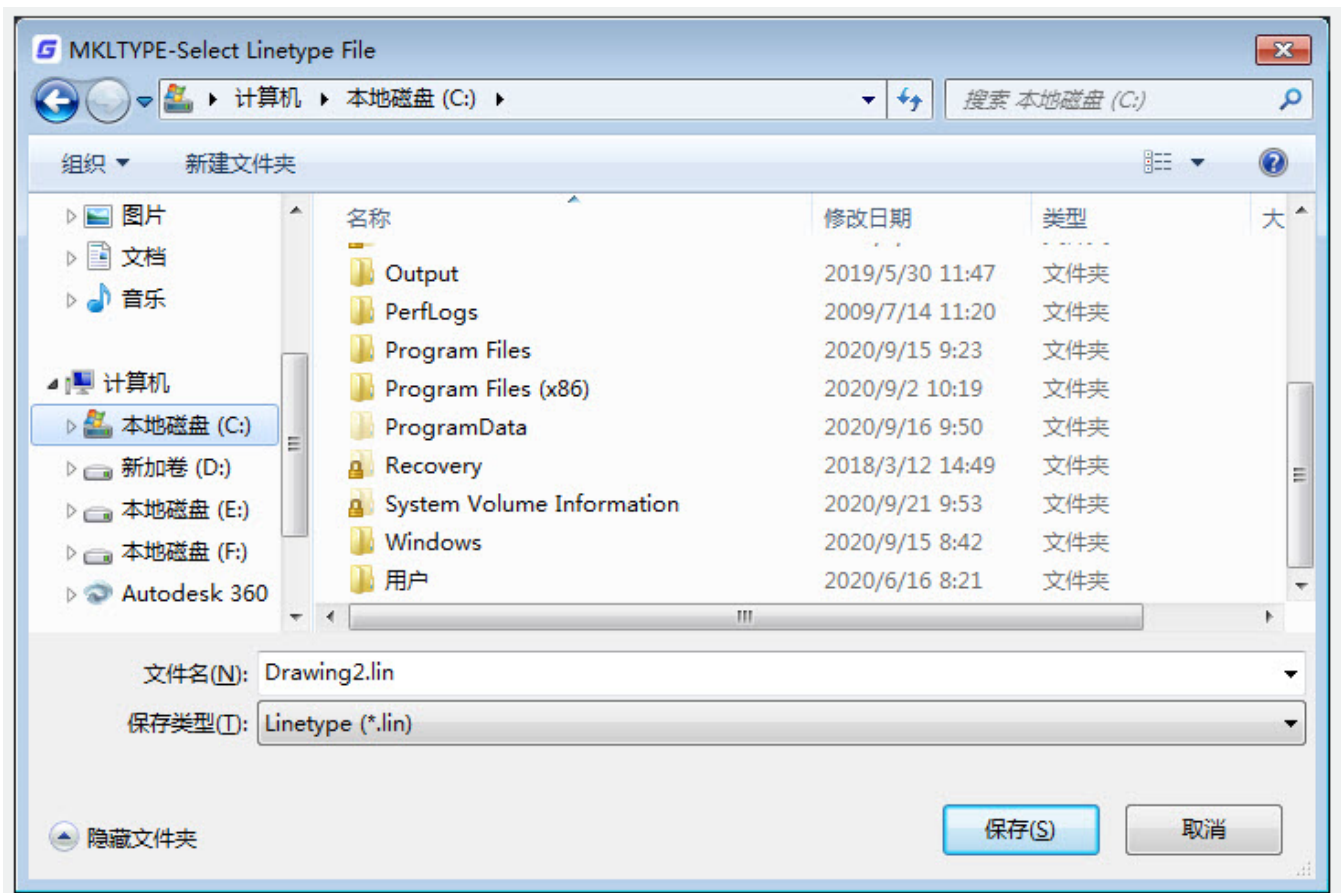 MKLTYPE-Select Linetype File
计算机 本地磁盘 (C:)
搜索 本地磁盘 (C:)
组织 新建文件夹
图片
文档
音乐
计算机
本地磁盘 (C:)
新加卷 (D:)
本地磁盘 (E:)
本地磁盘 (F:)
Autodesk 360
名称 修改日期 类型 大
Output 2019/5/30 11:47 文件夹
PerfLogs 2009/7/14 11:20 文件夹
Program Files 2020/9/15 9:23 文件夹
Program Files (x86) 2020/9/2 10:19 文件夹
ProgramData 2020/9/16 9:50 文件夹
Recovery 2018/3/12 14:49 文件夹
System Volume Information 2020/9/21 9:53 文件夹
Windows 2020/9/15 8:42 文件夹
用户 2020/6/16 8:21 文件夹
文件名(N): Drawing2.lin
保存类型(T): Linetype (*.lin)
隐藏文件夹
保存(S) 取消